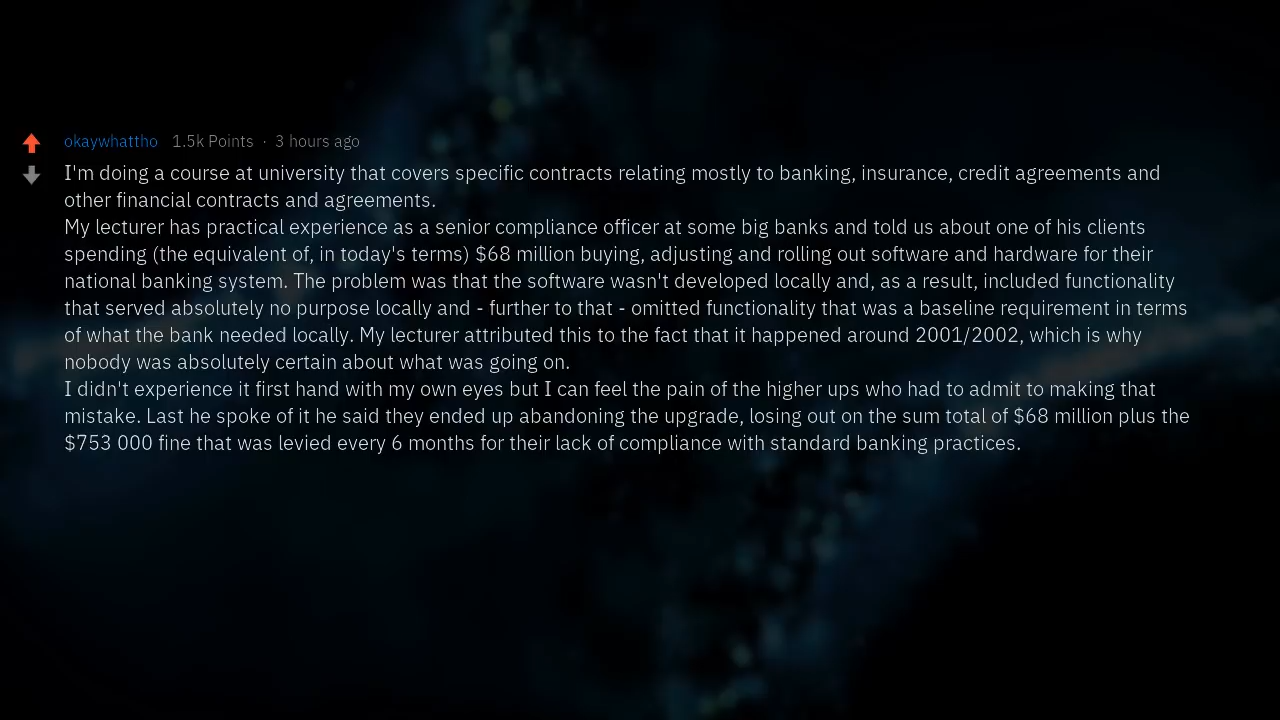 okaywhattho 1.5k Points · 3 hours ago
I'm doing a course at university that covers specific contracts relating mostly to banking, insurance, credit agreements and
other financial contracts and agreements.
My lecturer has practical experience as a senior compliance officer at some big banks and told us about one of his clients
spending (the equivalent of, in today's terms) $68 million buying, adjusting and rolling out software and hardware for their
national banking system. The problem was that the software wasn't developed locally and, as a result, included functionality
that served absolutely no purpose locally and - further to that - omitted functionality that was a baseline requirement in terms
of what the bank needed locally. My lecturer attributed this to the fact that it happened around 2001/2002, which is why
nobody was absolutely certain about what was going on.
I didn't experience it first hand with my own eyes but I can feel the pain of the higher ups who had to admit to making that
mistake. Last he spoke of it he said they ended up abandoning the upgrade, losing out on the sum total of $68 million plus the
$753 000 fine that was levied every 6 months for their lack of compliance with standard banking practices.